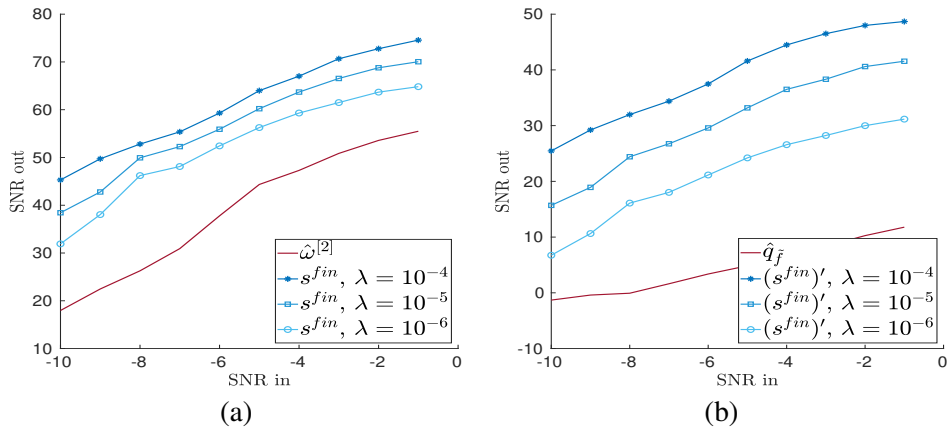 80
70
60
50
40
30
20
10
-10
-8
-6
-4
-2
0
SNR out
SNR in
ω̂^[2]
s^fin, λ = 10^-4
s^fin, λ = 10^-5
s^fin, λ = 10^-6
(a)
50
40
30
20
10
0
-10
-10
-8
-6
-4
-2
0
SNR out
SNR in
q̂_f̃
(s^fin)′, λ = 10^-4
(s^fin)′, λ = 10^-5
(s^fin)′, λ = 10^-6
(b)